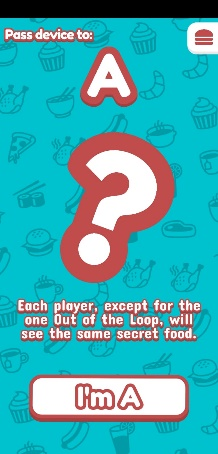 Pass device to:
A
?
Each player, except for the
one Out of the Loop, will
see the same secret food.
I'm A